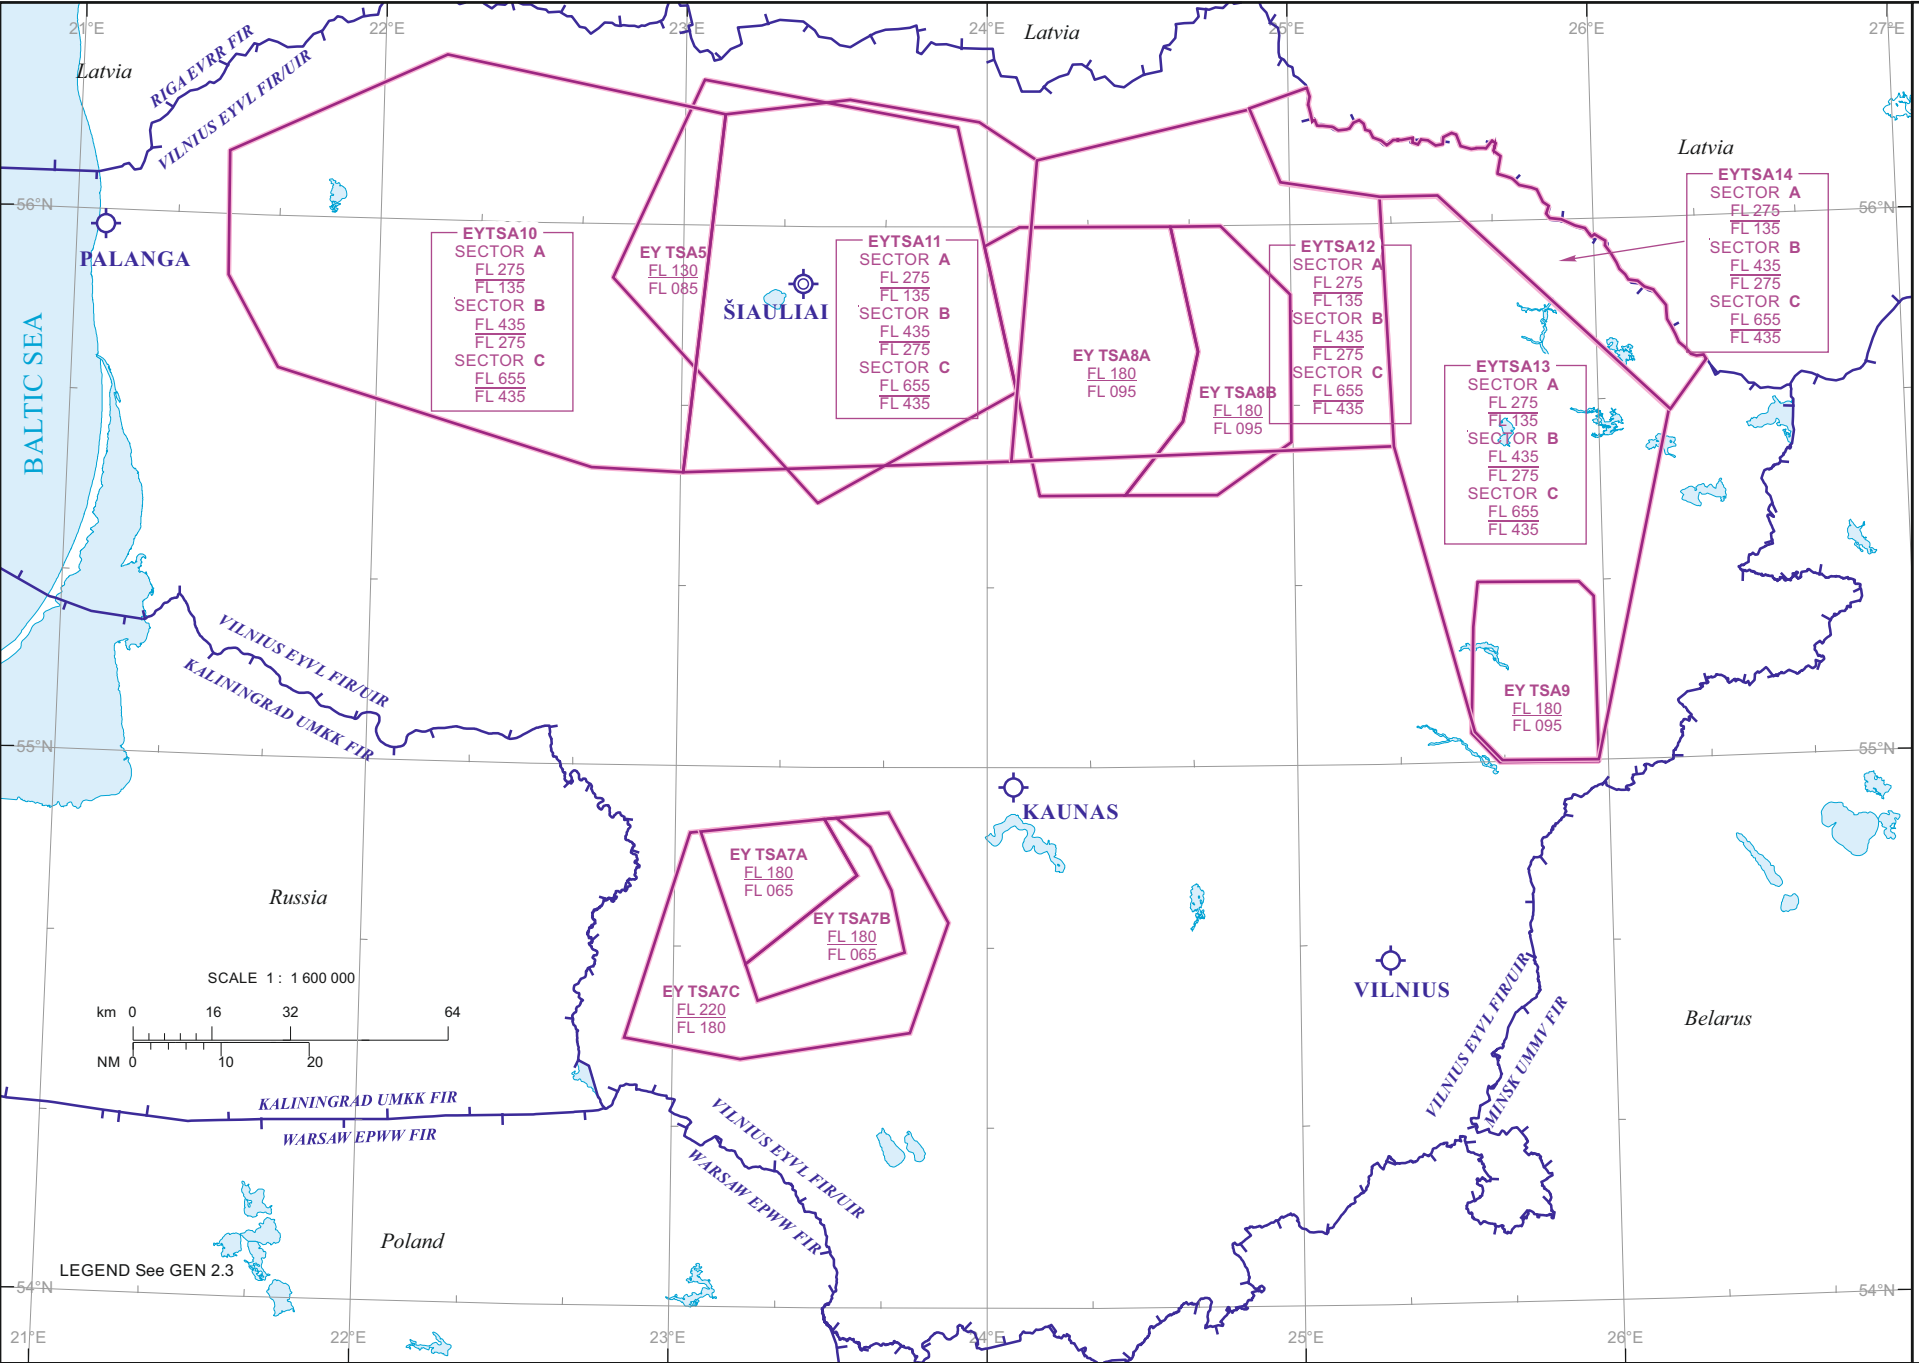 21°E
22°E
23°E
24°E
25°E
26°E
27°E
Latvia
Latvia
Latvia
RIGA EVRR FIR
VILNIUS EYVL FIR/UIR
56°N
56°N
PALANGA
BALTIC SEA
EYTSA10
SECTOR A
FL 275
FL 135
SECTOR B
FL 435
FL 275
SECTOR C
FL 655
FL 435
EY TSA5
FL 130
FL 085
ŠIAULIAI
EYTSA11
SECTOR A
FL 275
FL 135
SECTOR B
FL 435
FL 275
SECTOR C
FL 655
FL 435
EY TSA8A
FL 180
FL 095
EY TSA8B
FL 180
FL 095
EYTSA12
SECTOR A
FL 275
FL 135
SECTOR B
FL 435
FL 275
SECTOR C
FL 655
FL 435
EYTSA14
SECTOR A
FL 275
FL 135
SECTOR B
FL 435
FL 275
SECTOR C
FL 655
FL 435
EYTSA13
SECTOR A
FL 275
FL 135
SECTOR B
FL 435
FL 275
SECTOR C
FL 655
FL 435
VILNIUS EYVL FIR/UIR
KALININGRAD UMKK FIR
EY TSA9
FL 180
FL 095
55°N
55°N
KAUNAS
EY TSA7A
FL 180
FL 065
EY TSA7B
FL 180
FL 065
EY TSA7C
FL 220
FL 180
Russia
VILNIUS
Belarus
VILNIUS EYVL FIR/UIR
MINSK UMMV FIR
SCALE 1 : 1 600 000
km 0 16 32 64
NM 0 10 20
KALININGRAD UMKK FIR
WARSAW EPWW FIR
VILNIUS EYVL FIR/UIR
WARSAW EPWW FIR
Poland
LEGEND See GEN 2.3
54°N
54°N
21°E
22°E
23°E
24°E
25°E
26°E